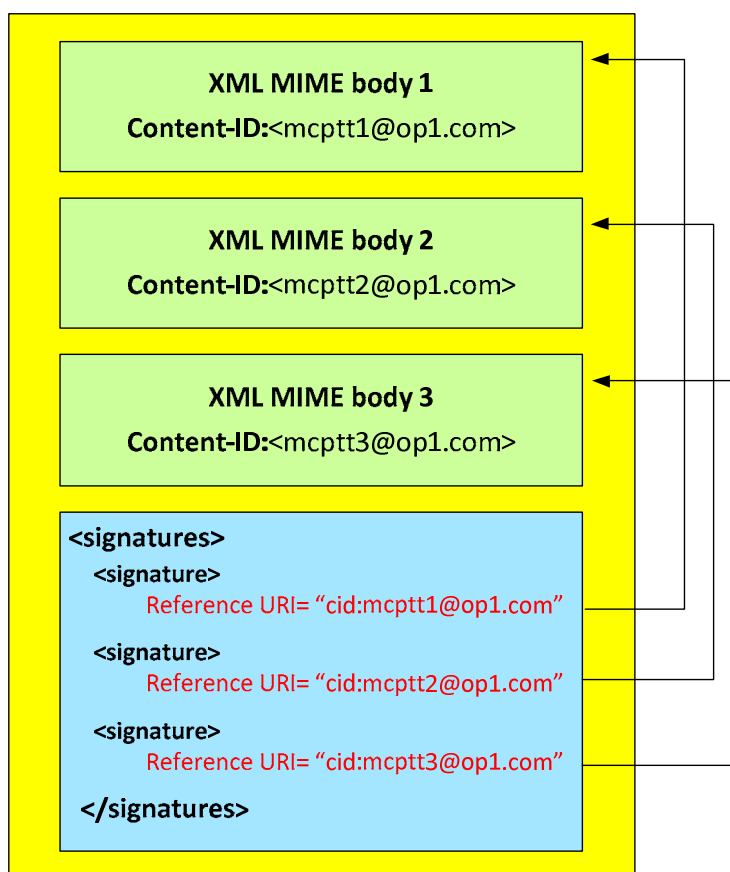 XML MIME body 1
Content-ID:<mcptt1@op1.com>
XML MIME body 2
Content-ID:<mcptt2@op1.com>
XML MIME body 3
Content-ID:<mcptt3@op1.com>
<signatures>
<signature>
Reference URI= “cid:mcptt1@op1.com”
<signature>
Reference URI= “cid:mcptt2@op1.com”
<signature>
Reference URI= “cid:mcptt3@op1.com”
</signatures>